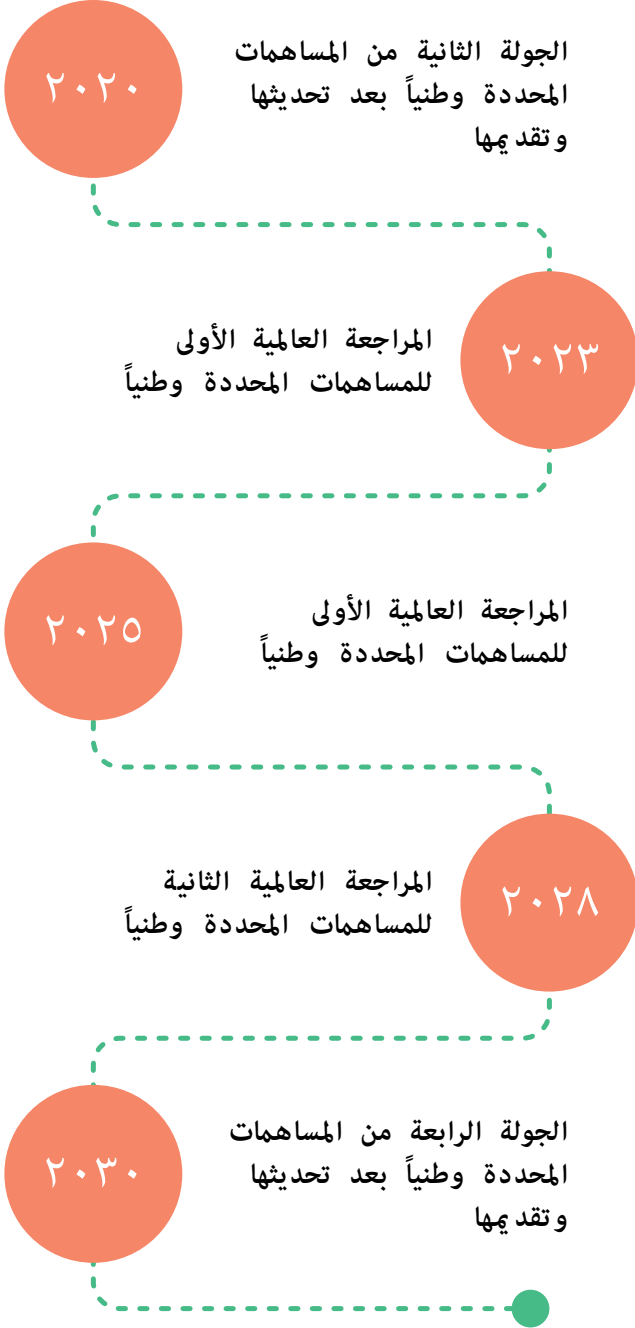 ٢٠٢٠
الجولة الثانية من المساهمات
المحددة وطنياً بعد تحديثها
وتقديمها
٢٠٢٣
المراجعة العالمية الأولى
للمساهمات المحددة وطنياً
٢٠٢٥
المراجعة العالمية الأولى
للمساهمات المحددة وطنياً
٢٠٢٨
المراجعة العالمية الثانية
للمساهمات المحددة وطنياً
٢٠٣٠
الجولة الرابعة من المساهمات
المحددة وطنياً بعد تحديثها
وتقديمها